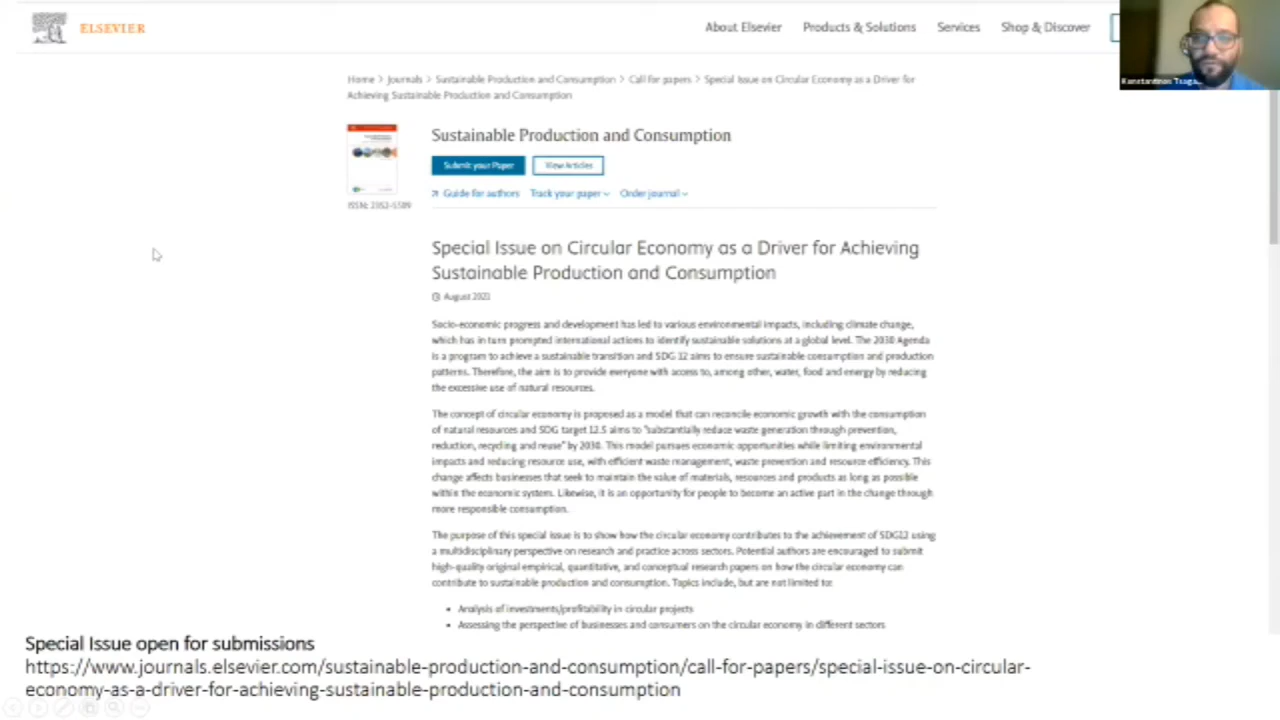 ELSEVIER
About Elsevier Products & Solutions Services Shop & Discover
Konstantinos Tsaga...
Home > Journals > Sustainable Production and Consumption > Call for papers > Special Issue on Circular Economy as a Driver for
Achieving Sustainable Production and Consumption
Sustainable Production and Consumption
Submit your Paper View Articles
Guide for authors Track your paper Order journal
ISSN: 2352-5509
Special Issue on Circular Economy as a Driver for Achieving
Sustainable Production and Consumption
August 2021
Socio-economic progress and development has led to various environmental impacts, including climate change,
which has in turn prompted international actions to identify sustainable solutions at a global level. The 2030 Agenda
is a program to achieve a sustainable transition and SDG 12 aims to ensure sustainable consumption and production
patterns. Therefore, the aim is to provide everyone with access to, among other, water, food and energy by reducing
the excessive use of natural resources.
The concept of circular economy is proposed as a model that can reconcile economic growth with the consumption
of natural resources and SDG target 12.5 aims to "substantially reduce waste generation through prevention,
reduction, recycling and reuse" by 2030. This model pursues economic opportunities while limiting environmental
impacts and reducing resource use, with efficient waste management, waste prevention and resource efficiency. This
change affects businesses that seek to maintain the value of materials, resources and products as long as possible
within the economic system. Likewise, it is an opportunity for people to become an active part in the change through
more responsible consumption.
The purpose of this special issue is to show how the circular economy contributes to the achievement of SDG12 using
a multidisciplinary perspective on research and practice across sectors. Potential authors are encouraged to submit
high-quality original empirical, quantitative, and conceptual research papers on how the circular economy can
contribute to sustainable production and consumption. Topics include, but are not limited to:
• Analysis of investments/profitability in circular projects
• Assessing the perspective of businesses and consumers on the circular economy in different sectors
Special Issue open for submissions
https://www.journals.elsevier.com/sustainable-production-and-consumption/call-for-papers/special-issue-on-circular-
economy-as-a-driver-for-achieving-sustainable-production-and-consumption